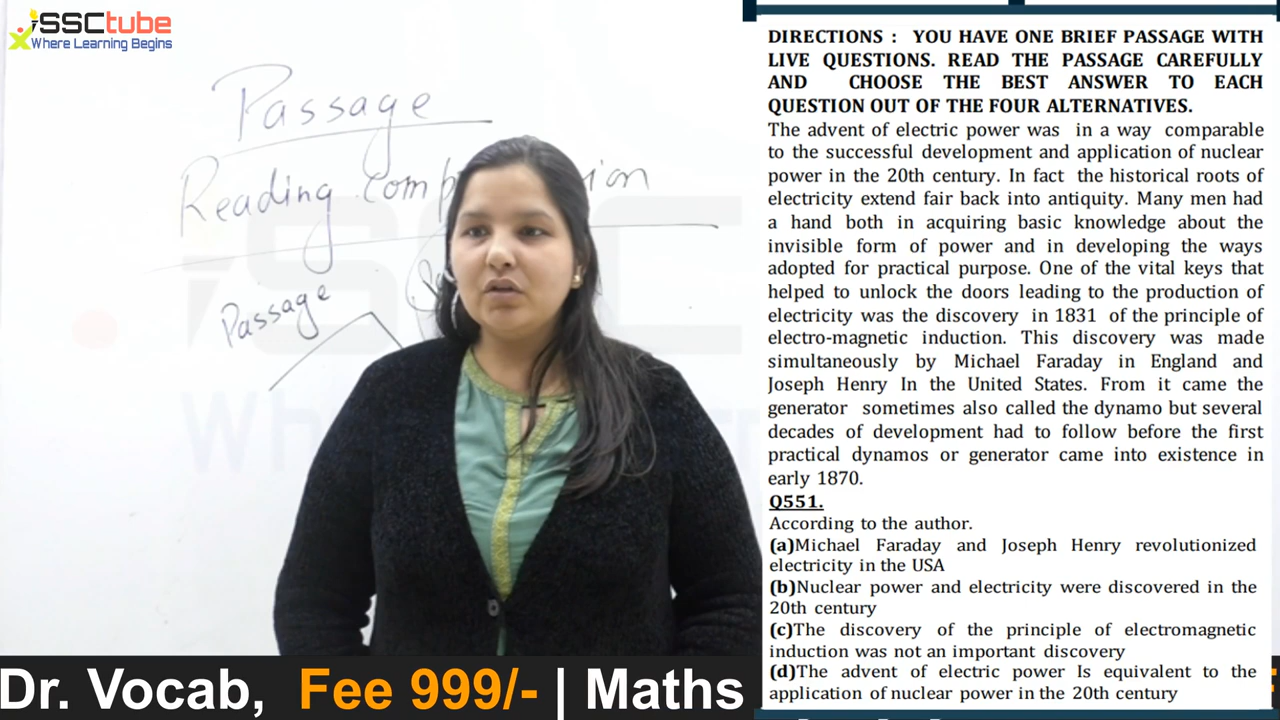 SSCtube
Where Learning Begins
Passage
Reading Comp ion
Passage
DIRECTIONS : YOU HAVE ONE BRIEF PASSAGE WITH
LIVE QUESTIONS. READ THE PASSAGE CAREFULLY
AND CHOOSE THE BEST ANSWER TO EACH
QUESTION OUT OF THE FOUR ALTERNATIVES.
The advent of electric power was in a way comparable
to the successful development and application of nuclear
power in the 20th century. In fact the historical roots of
electricity extend fair back into antiquity. Many men had
a hand both in acquiring basic knowledge about the
invisible form of power and in developing the ways
adopted for practical purpose. One of the vital keys that
helped to unlock the doors leading to the production of
electricity was the discovery in 1831 of the principle of
electro-magnetic induction. This discovery was made
simultaneously by Michael Faraday in England and
Joseph Henry In the United States. From it came the
generator sometimes also called the dynamo but several
decades of development had to follow before the first
practical dynamos or generator came into existence in
early 1870.
Q551.
According to the author.
(a)Michael Faraday and Joseph Henry revolutionized
electricity in the USA
(b)Nuclear power and electricity were discovered in the
20th century
(c)The discovery of the principle of electromagnetic
induction was not an important discovery
(d)The advent of electric power Is equivalent to the
application of nuclear power in the 20th century
Dr. Vocab, Fee 999/- | Maths